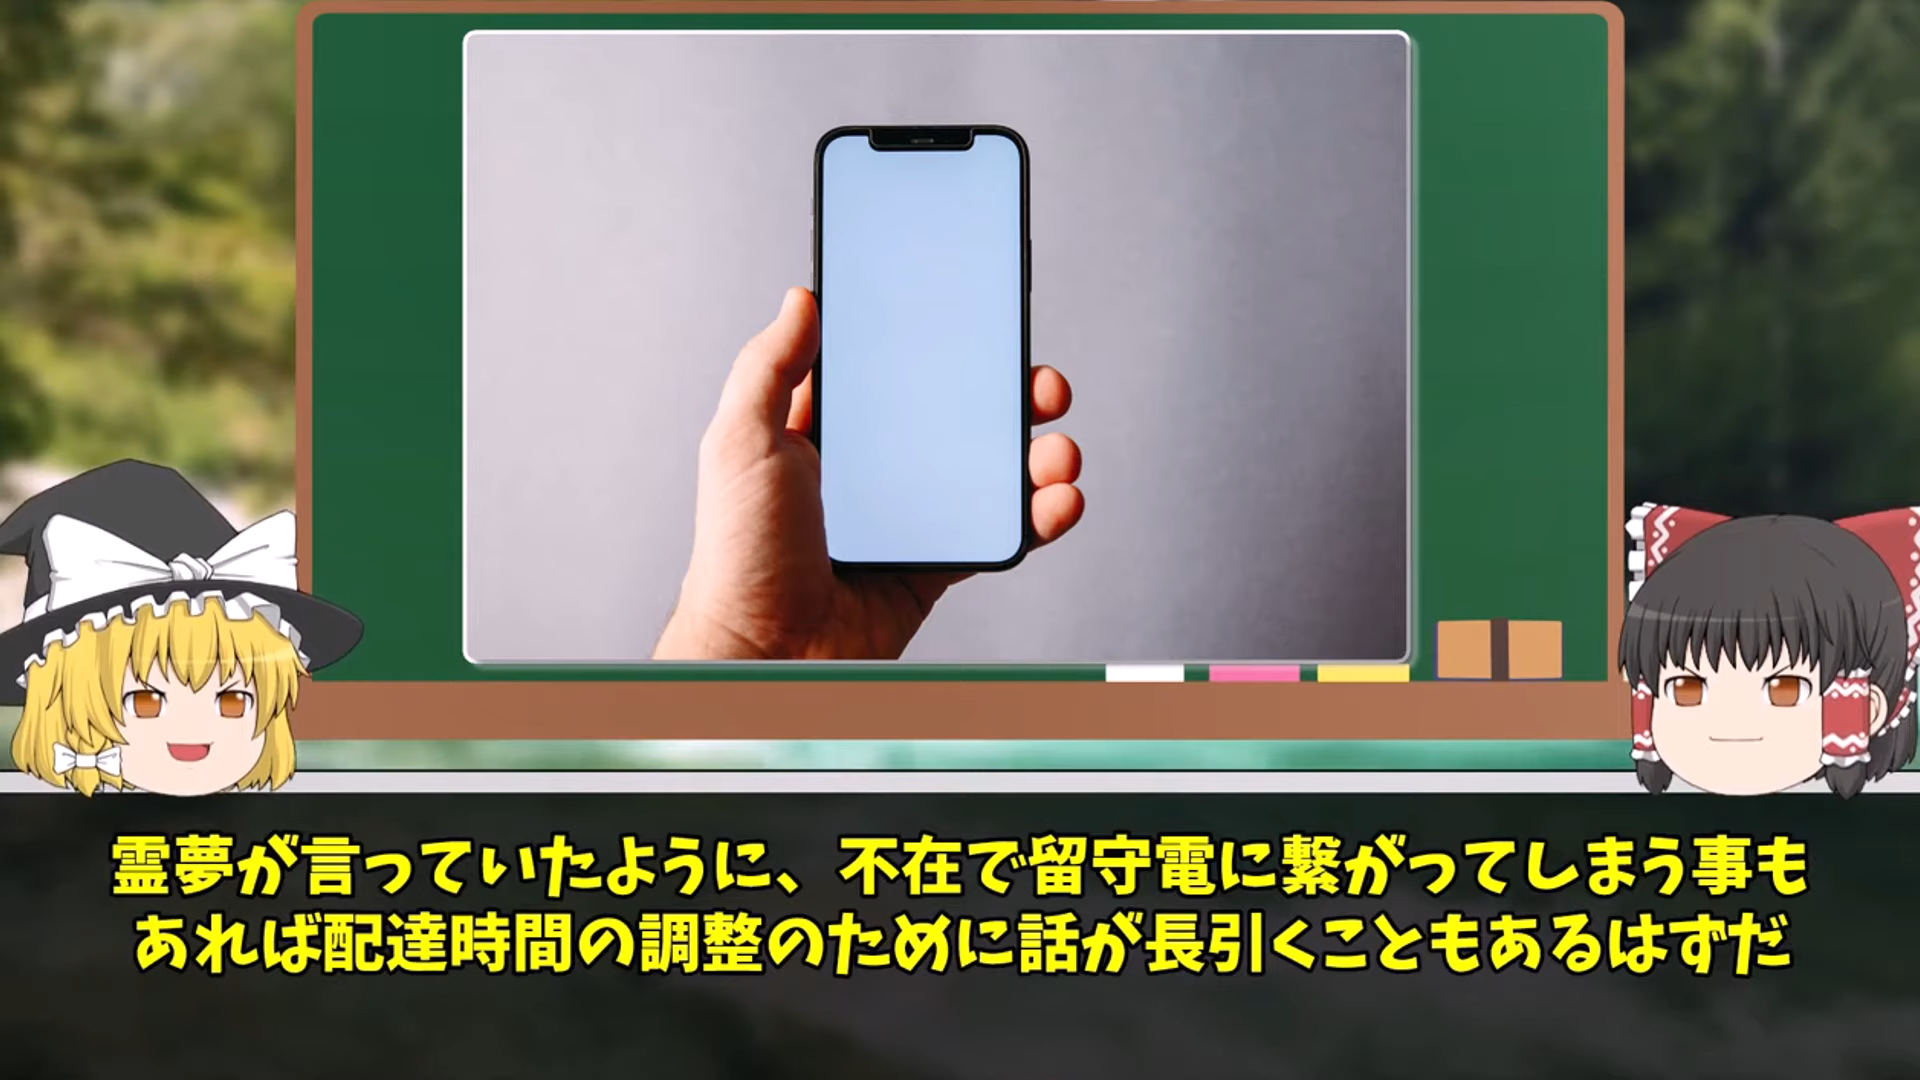 霊夢が言っていたように、不在で留守電に繋がってしまう事も
あれば配達時間の調整のために話が長引くこともあるはずだ